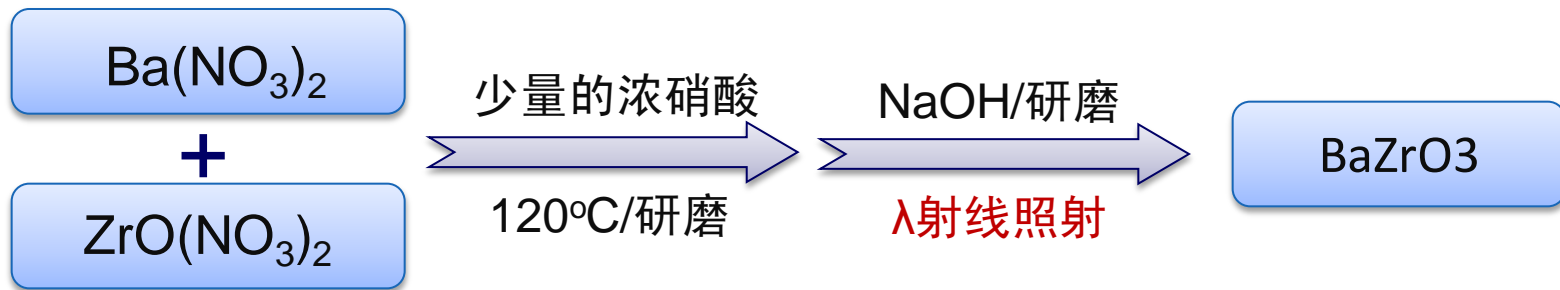 Ba(NO₃)₂
+
ZrO(NO₃)₂
少量的浓硝酸
120ºC/研磨
NaOH/研磨
λ射线照射
BaZrO3